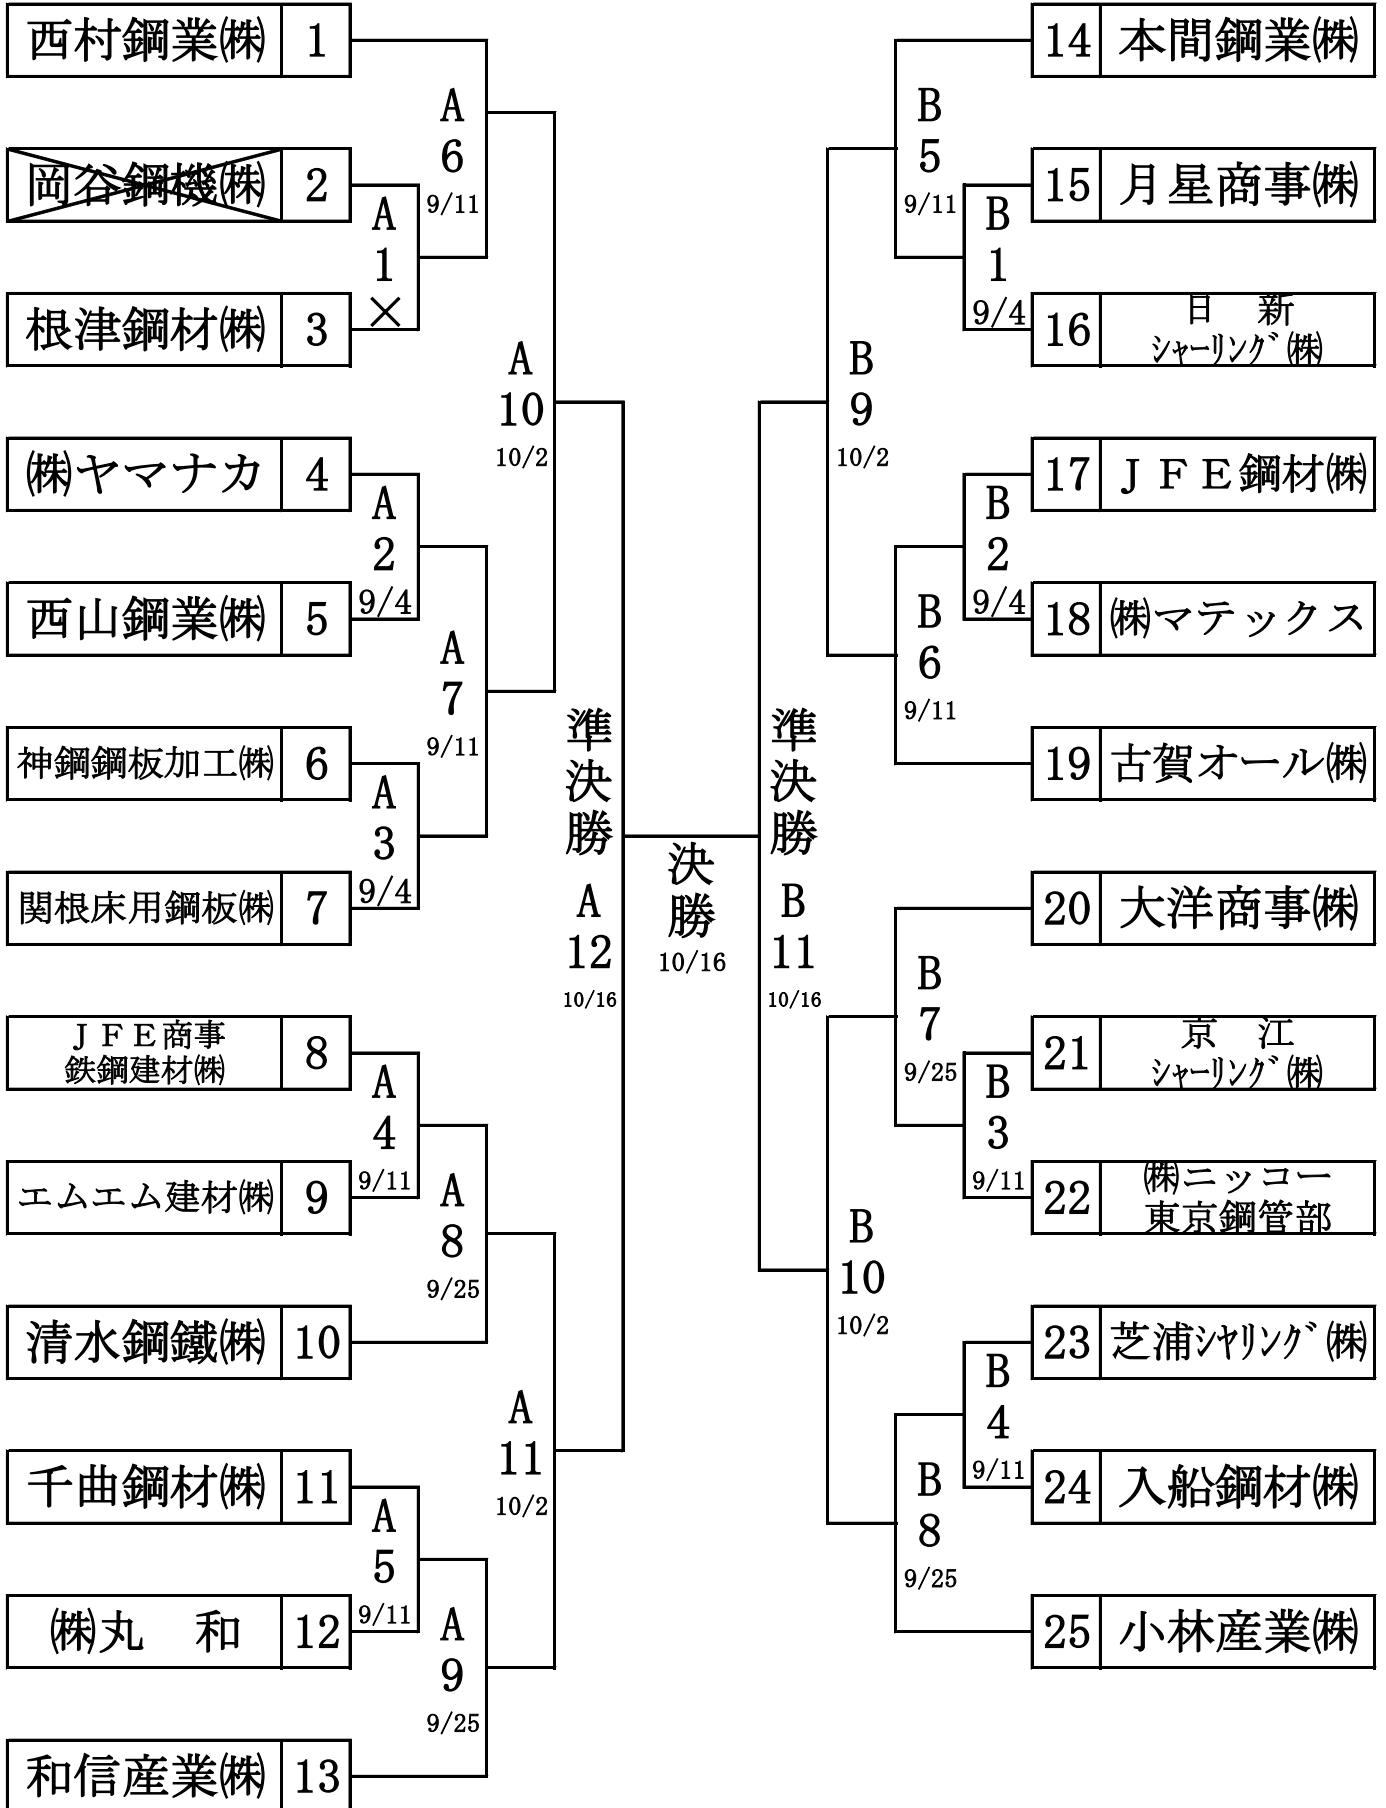 西村鋼業㈱ 1
岡谷鋼機㈱ 2
根津鋼材㈱ 3
㈱ヤマナカ 4
西山鋼業㈱ 5
神鋼鋼板加工㈱ 6
関根床用鋼板㈱ 7
ＪＦＥ商事
鉄鋼建材㈱ 8
エムエム建材㈱ 9
清水鋼鐵㈱ 10
千曲鋼材㈱ 11
㈱丸　和 12
和信産業㈱ 13
A
1
×
A
2
9/4
A
3
9/4
A
4
9/11
A
5
9/11
A
6
9/11
A
7
9/11
A
8
9/25
A
9
9/25
A
10
10/2
A
11
10/2
準決勝
A
12
10/16
決勝
10/16
準決勝
B
11
10/16
B
9
10/2
B
10
10/2
B
5
9/11
B
6
9/11
B
7
9/25
B
8
9/25
B
1
9/4
B
2
9/4
B
3
9/11
B
4
9/11
14 本間鋼業㈱
15 月星商事㈱
16 日　新
ｼｬｰﾘﾝｸﾞ㈱
17 ＪＦＥ鋼材㈱
18 ㈱マテックス
19 古賀オール㈱
20 大洋商事㈱
21 京　江
ｼｬｰﾘﾝｸﾞ㈱
22 ㈱ニッコー
東京鋼管部
23 芝浦ｼﾔﾘﾝｸﾞ㈱
24 入船鋼材㈱
25 小林産業㈱